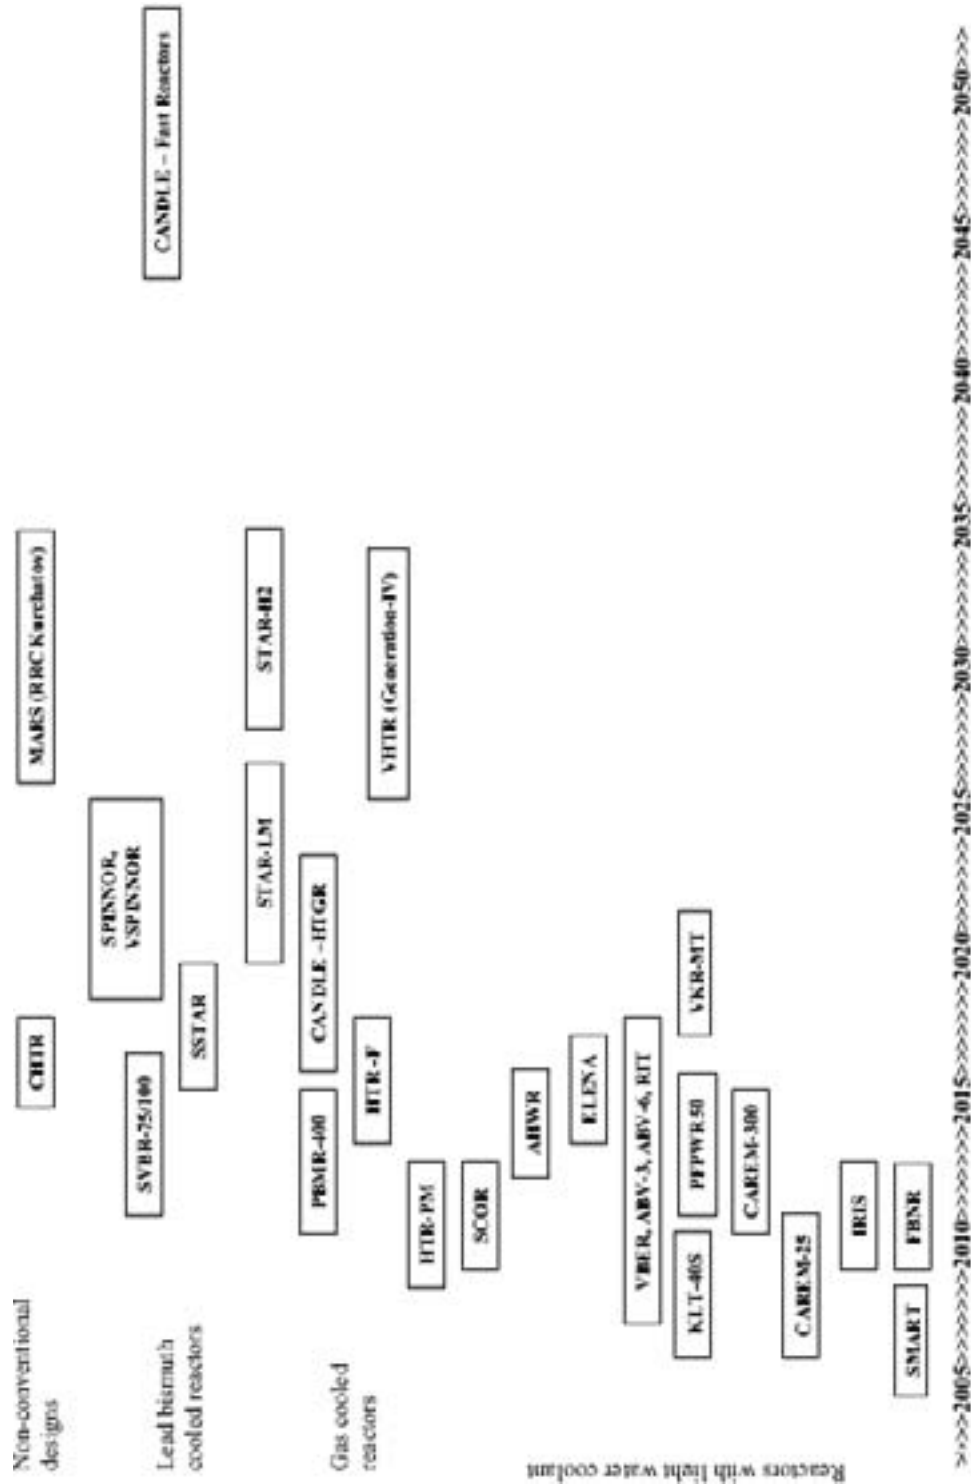 Non-conventional
designs
CHTR
MARS (RRC Kurchatov)
SPINNOR,
VSPINNOR
Lead bismuth
cooled reactors
SVBR-75/100
CANDLE – Fast Reactors
SSTAR
STAR-LM
STAR-H2
Gas cooled
reactors
PBMR-400
CANDLE –HTGR
HTR-F
VHTR (Generation-IV)
HTR-PM
SCOR
AHWR
ELENA
Reactors with light water coolant
VBER, ABV-3, ABV-6, RIT
KLT-40S
PFPWR50
VKR-MT
CAREM-300
CAREM-25
IRIS
SMART
FBNR
>>>>2005>>>>>>>>2010>>>>>>>>2015>>>>>>>>2020>>>>>>>>2025>>>>>>>>2030>>>>>>>>2035>>>>>>>>2040>>>>>>>>2045>>>>>>>>2050>>>>